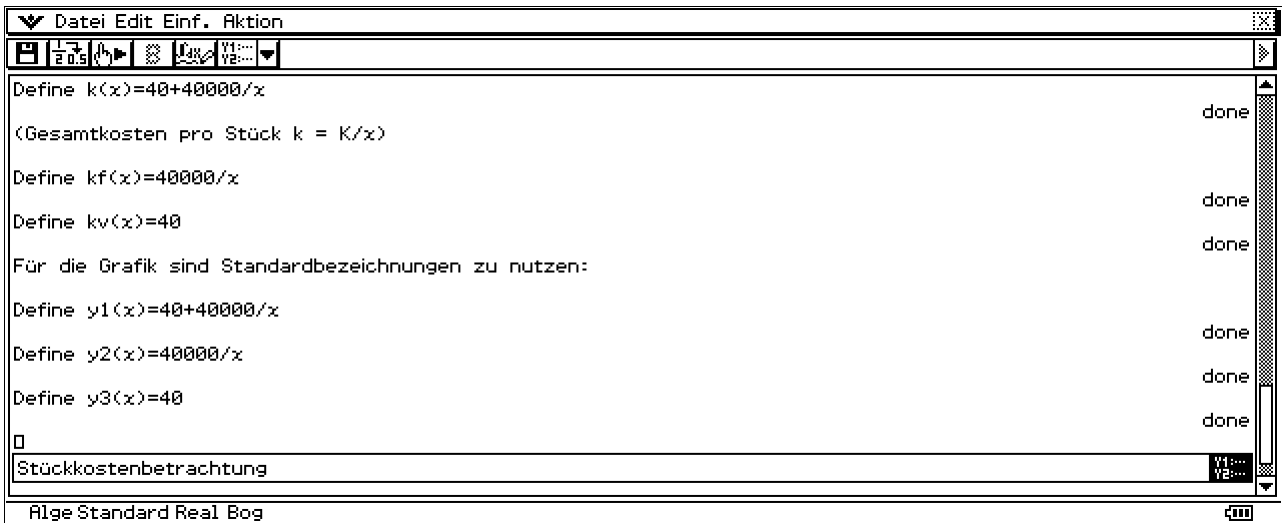 Datei Edit Einf. Aktion
Define k(x)=40+40000/x
done
(Gesamtkosten pro Stück k = K/x)
Define kf(x)=40000/x
done
Define kv(x)=40
done
Für die Grafik sind Standardbezeichnungen zu nutzen:
Define y1(x)=40+40000/x
done
Define y2(x)=40000/x
done
Define y3(x)=40
done
Stückkostenbetrachtung
Alge Standard Real Bog